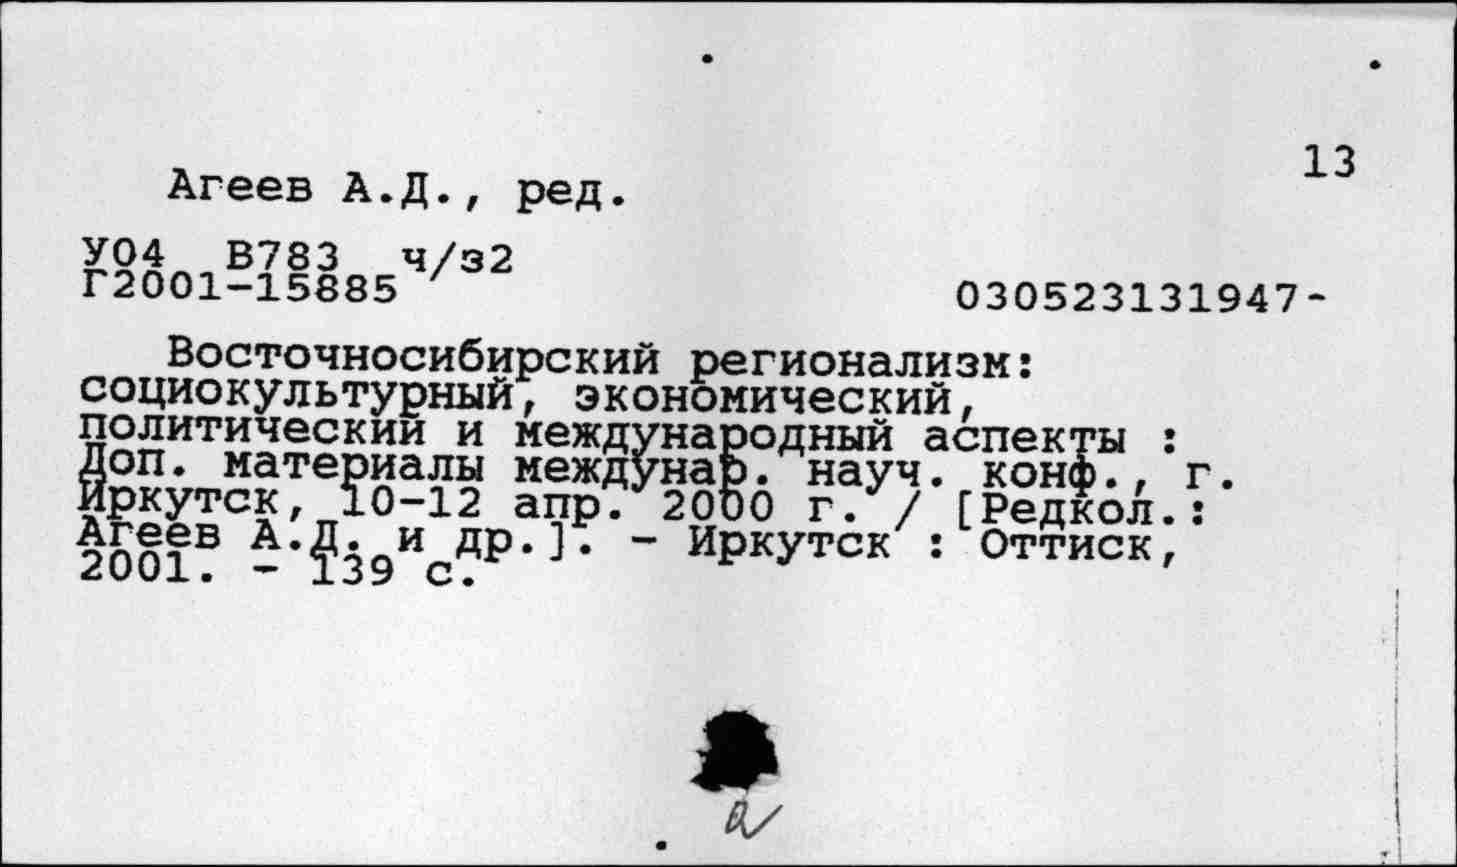 13
Агеев А.Д., ред.
У04 В783 ч/з2
Г2001-15885
030523131947-
Восточносибирский регионализм:
социокультурный, экономический,
политический и международный аспекты :
Доп. материалы междунар. науч. конф., г.
Иркутск, 10-12 апр. 2000 г. / [Редкол.:
Агеев А.Д. и др.]. - Иркутск : Оттиск,
2001. - 139 с.